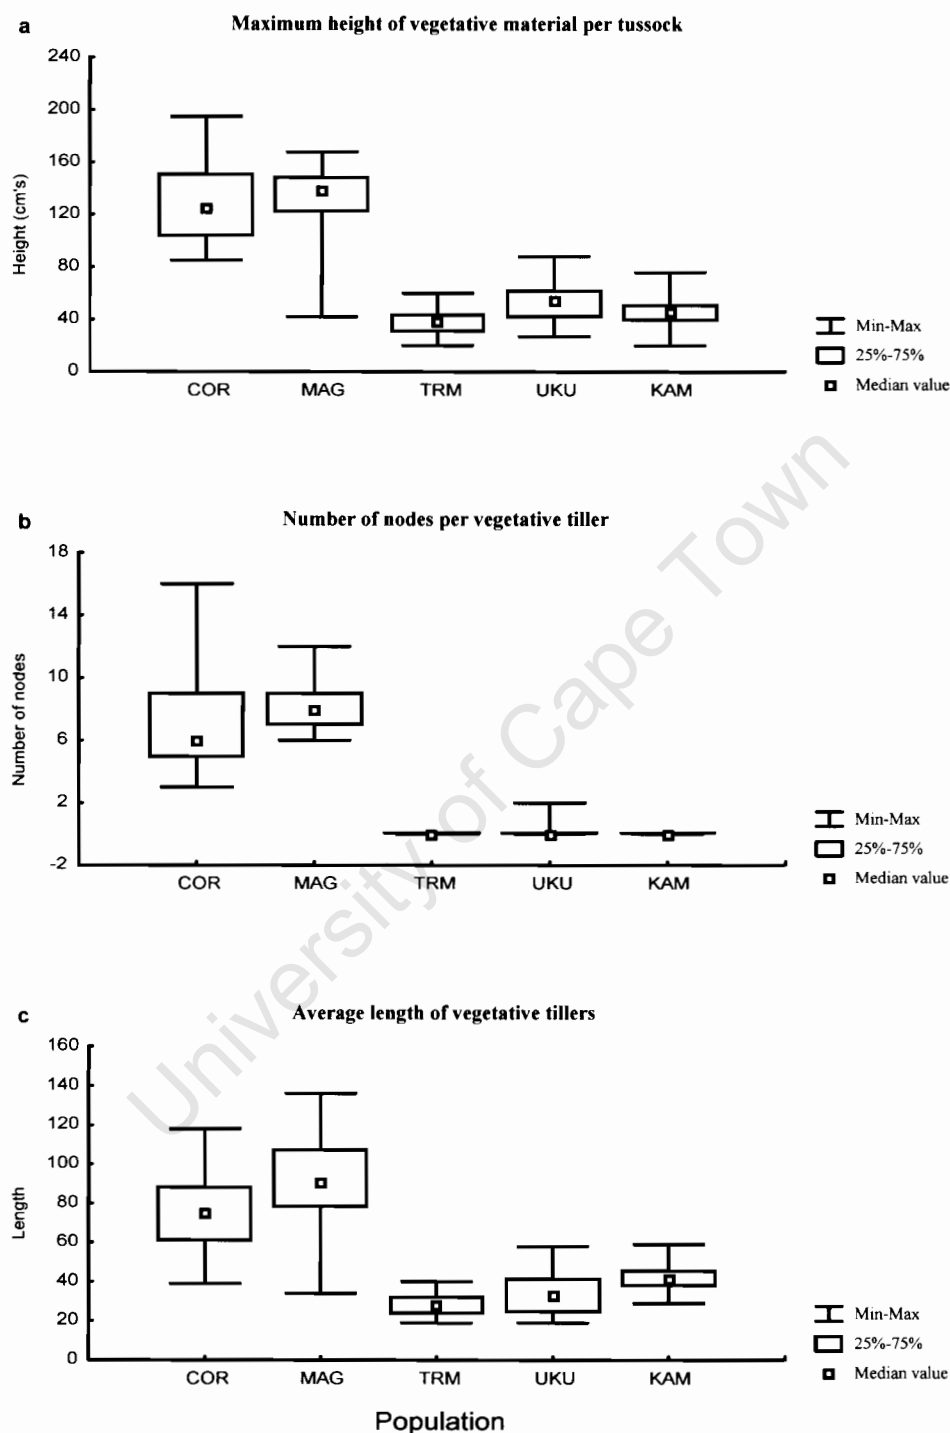 a
Maximum height of vegetative material per tussock
240
200
160
120
80
40
0
Height (cm's)
COR MAG TRM UKU KAM
Min-Max
25%-75%
Median value
b
Number of nodes per vegetative tiller
18
14
10
6
2
-2
Number of nodes
COR MAG TRM UKU KAM
Min-Max
25%-75%
Median value
c
Average length of vegetative tillers
160
140
120
100
80
60
40
20
0
Length
COR MAG TRM UKU KAM
Min-Max
25%-75%
Median value
Population
University of Cape Town